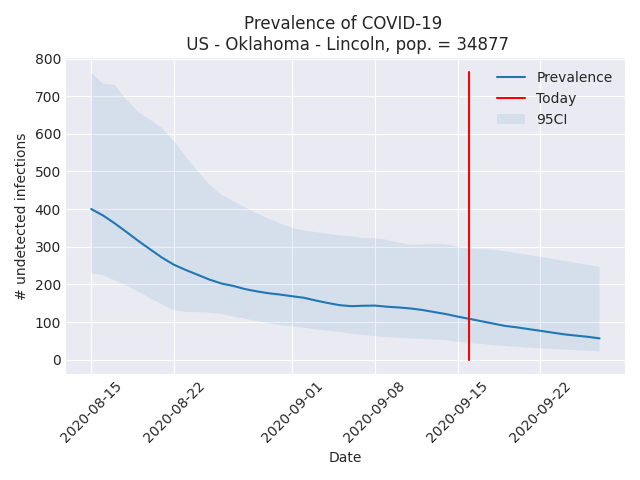 Prevalence of COVID-19
US - Oklahoma - Lincoln, pop. = 34877
800
700
600
500
400
300
200
100
0
# undetected infections
Prevalence
Today
95CI
2020-08-15
2020-08-22
2020-09-01
2020-09-08
2020-09-15
2020-09-22
Date